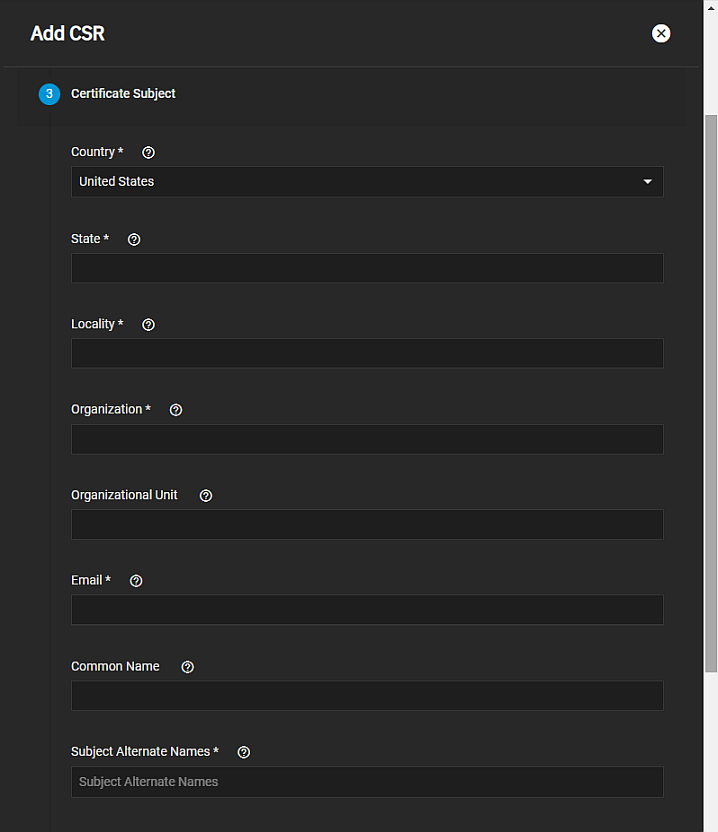 Add CSR
3 Certificate Subject
Country *
United States
State *
Locality *
Organization *
Organizational Unit
Email *
Common Name
Subject Alternate Names *
Subject Alternate Names